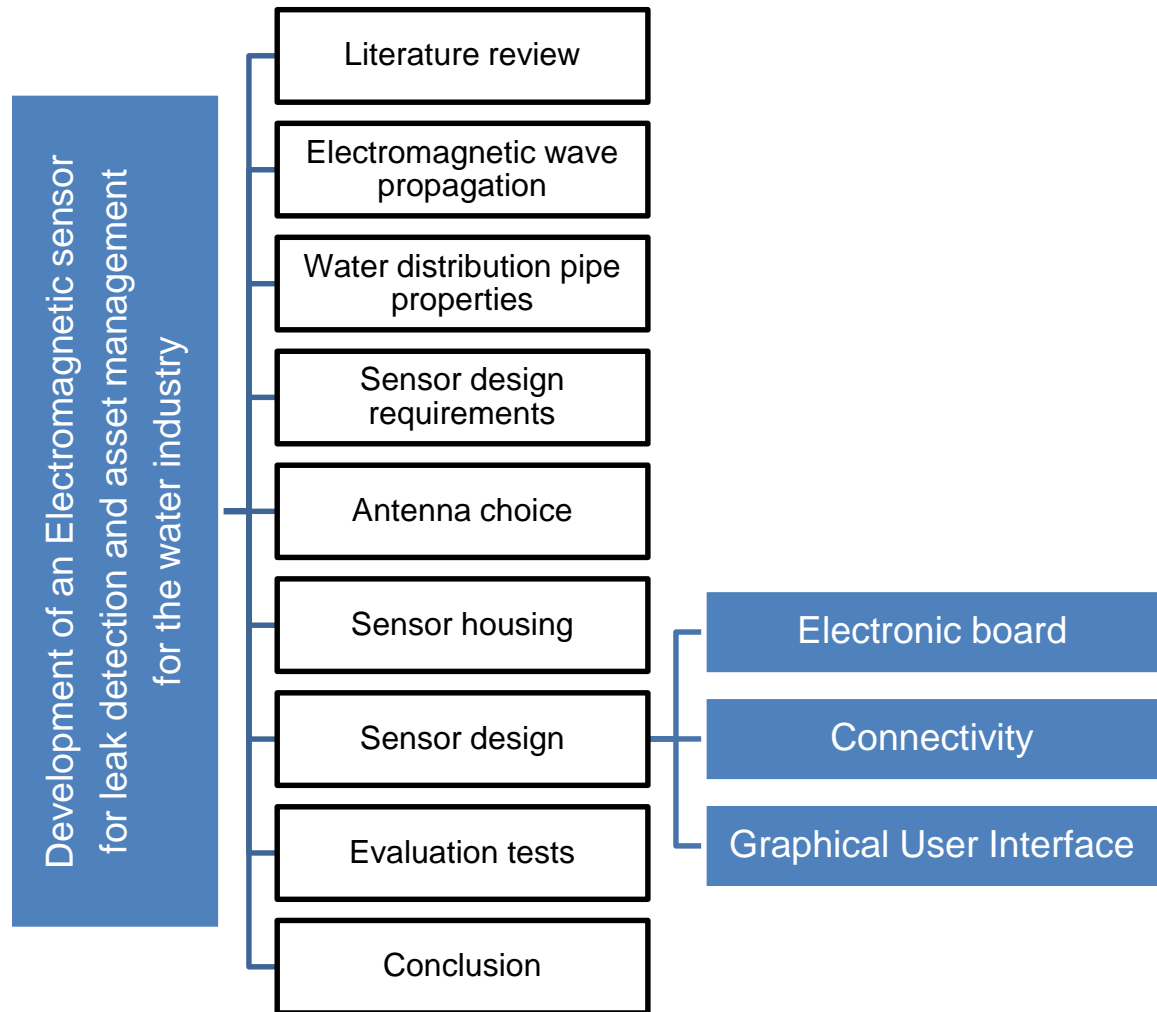 Development of an Electromagnetic sensor
for leak detection and asset management
for the water industry
Literature review
Electromagnetic wave
propagation
Water distribution pipe
properties
Sensor design
requirements
Antenna choice
Sensor housing
Sensor design
Evaluation tests
Conclusion
Electronic board
Connectivity
Graphical User Interface